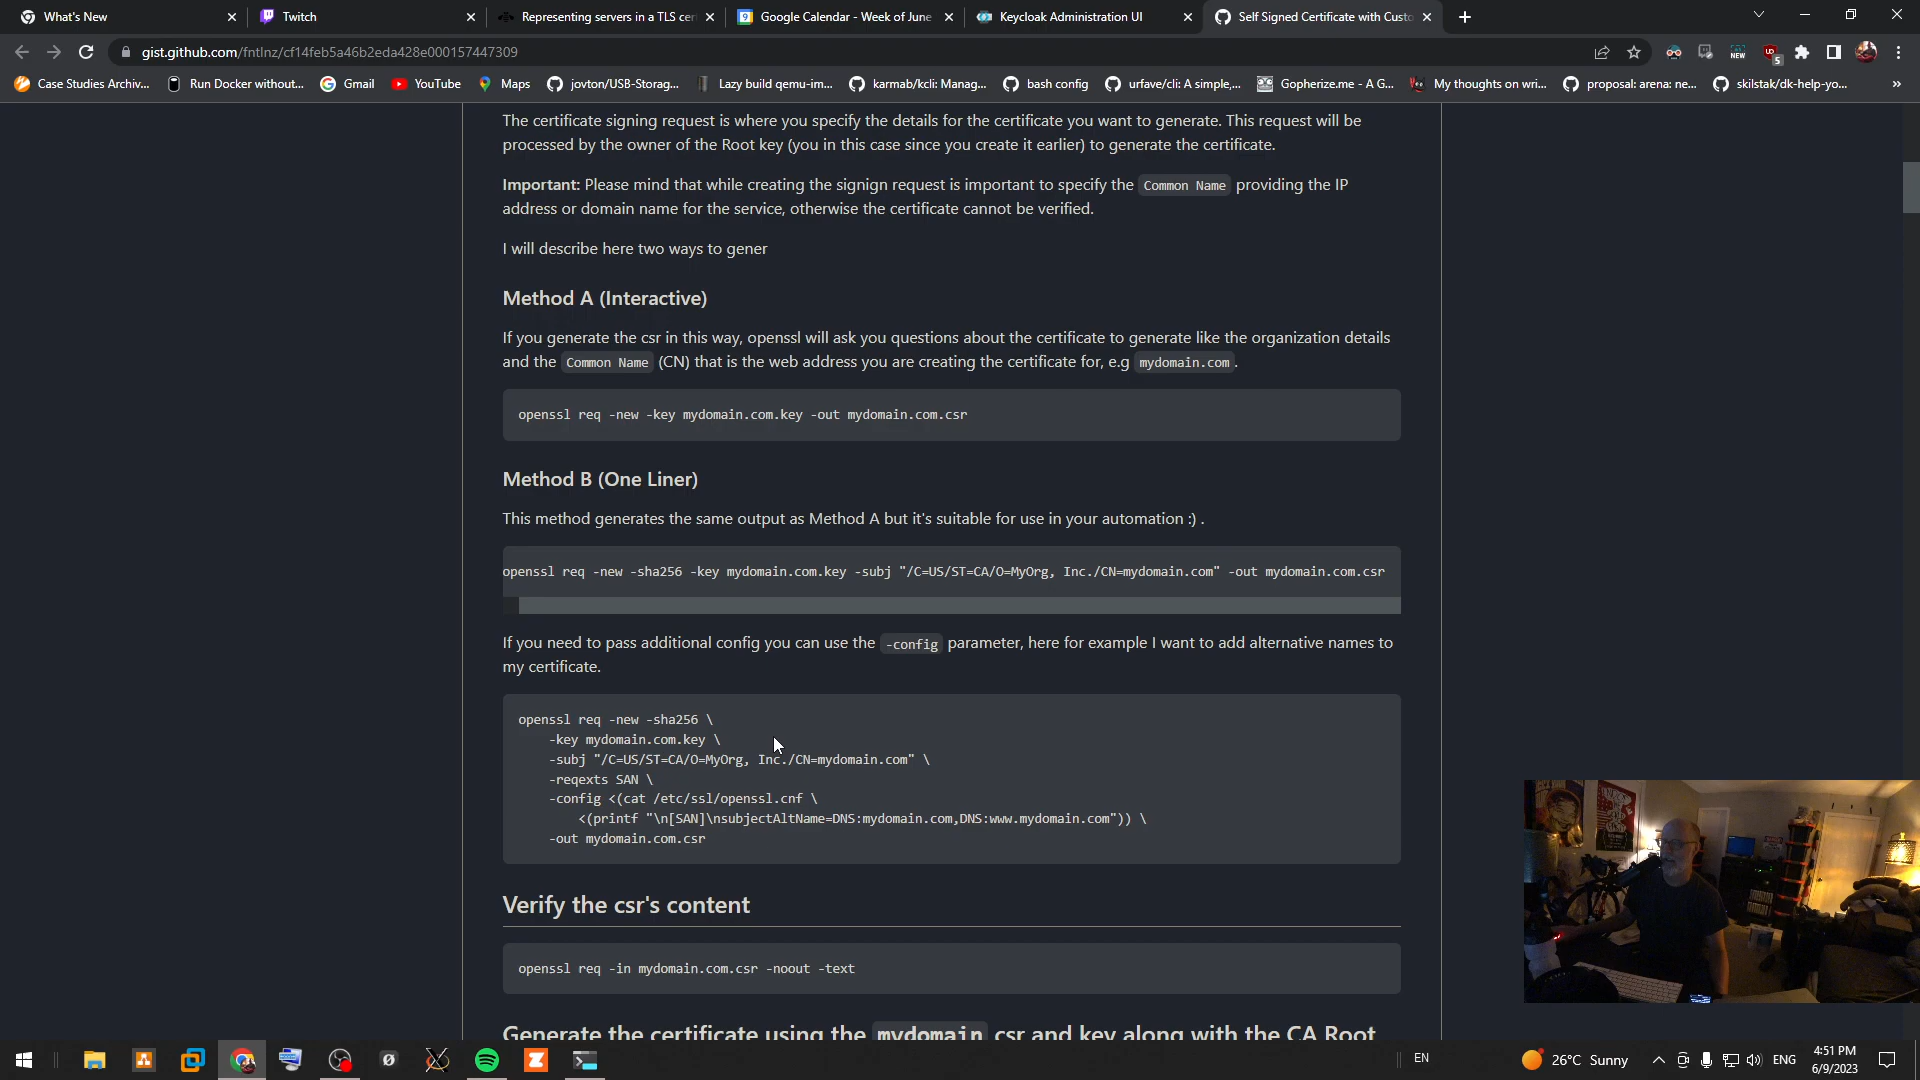 What's New
Twitch
Representing servers in a TLS cer
Google Calendar - Week of June
Keycloak Administration UI
Self Signed Certificate with Custo
gist.github.com/fntlnz/cf14feb5a46b2eda428e000157447309
Case Studies Archiv...
Run Docker without...
Gmail
YouTube
Maps
jovton/USB-Storag...
Lazy build qemu-im...
karmab/kcli: Manag...
bash config
urfave/cli: A simple,...
Gopherize.me - A G...
My thoughts on wri...
proposal: arena: ne...
skilstak/dk-help-yo...
»
The certificate signing request is where you specify the details for the certificate you want to generate. This request will be
processed by the owner of the Root key (you in this case since you create it earlier) to generate the certificate.
Important: Please mind that while creating the signign request is important to specify the Common Name providing the IP
address or domain name for the service, otherwise the certificate cannot be verified.
I will describe here two ways to gener
Method A (Interactive)
If you generate the csr in this way, openssl will ask you questions about the certificate to generate like the organization details
and the Common Name (CN) that is the web address you are creating the certificate for, e.g mydomain.com.
openssl req -new -key mydomain.com.key -out mydomain.com.csr
Method B (One Liner)
This method generates the same output as Method A but it's suitable for use in your automation :) .
openssl req -new -sha256 -key mydomain.com.key -subj "/C=US/ST=CA/O=MyOrg, Inc./CN=mydomain.com" -out mydomain.com.csr
If you need to pass additional config you can use the -config parameter, here for example I want to add alternative names to
my certificate.
openssl req -new -sha256 \
-key mydomain.com.key \
-subj "/C=US/ST=CA/O=MyOrg, Inc./CN=mydomain.com" \
-reqexts SAN \
-config <(cat /etc/ssl/openssl.cnf \
<(printf "\n[SAN]\nsubjectAltName=DNS:mydomain.com,DNS:www.mydomain.com")) \
-out mydomain.com.csr
Verify the csr's content
openssl req -in mydomain.com.csr -noout -text
Generate the certificate using the mydomain csr and key along with the CA Root
EN
26°C Sunny
ENG
4:51 PM
6/9/2023